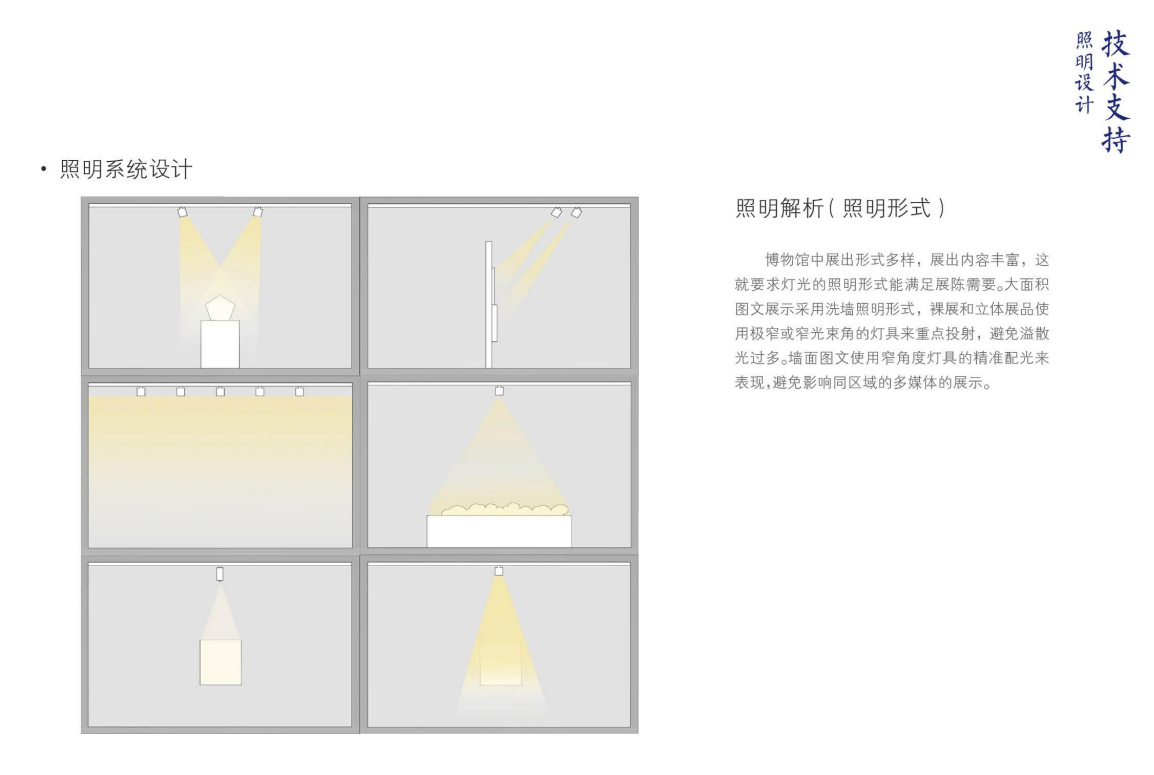 技术支持
照明设计
• 照明系统设计
照明解析(照明形式)
博物馆中展出形式多样，展出内容丰富，这
就要求灯光的照明形式能满足展陈需要。大面积
图文展示采用洗墙照明形式，裸展和立体展品使
用极窄或窄光束角的灯具来重点投射，避免溢散
光过多。墙面图文使用窄角度灯具的精准配光来
表现，避免影响同区域的多媒体的展示。